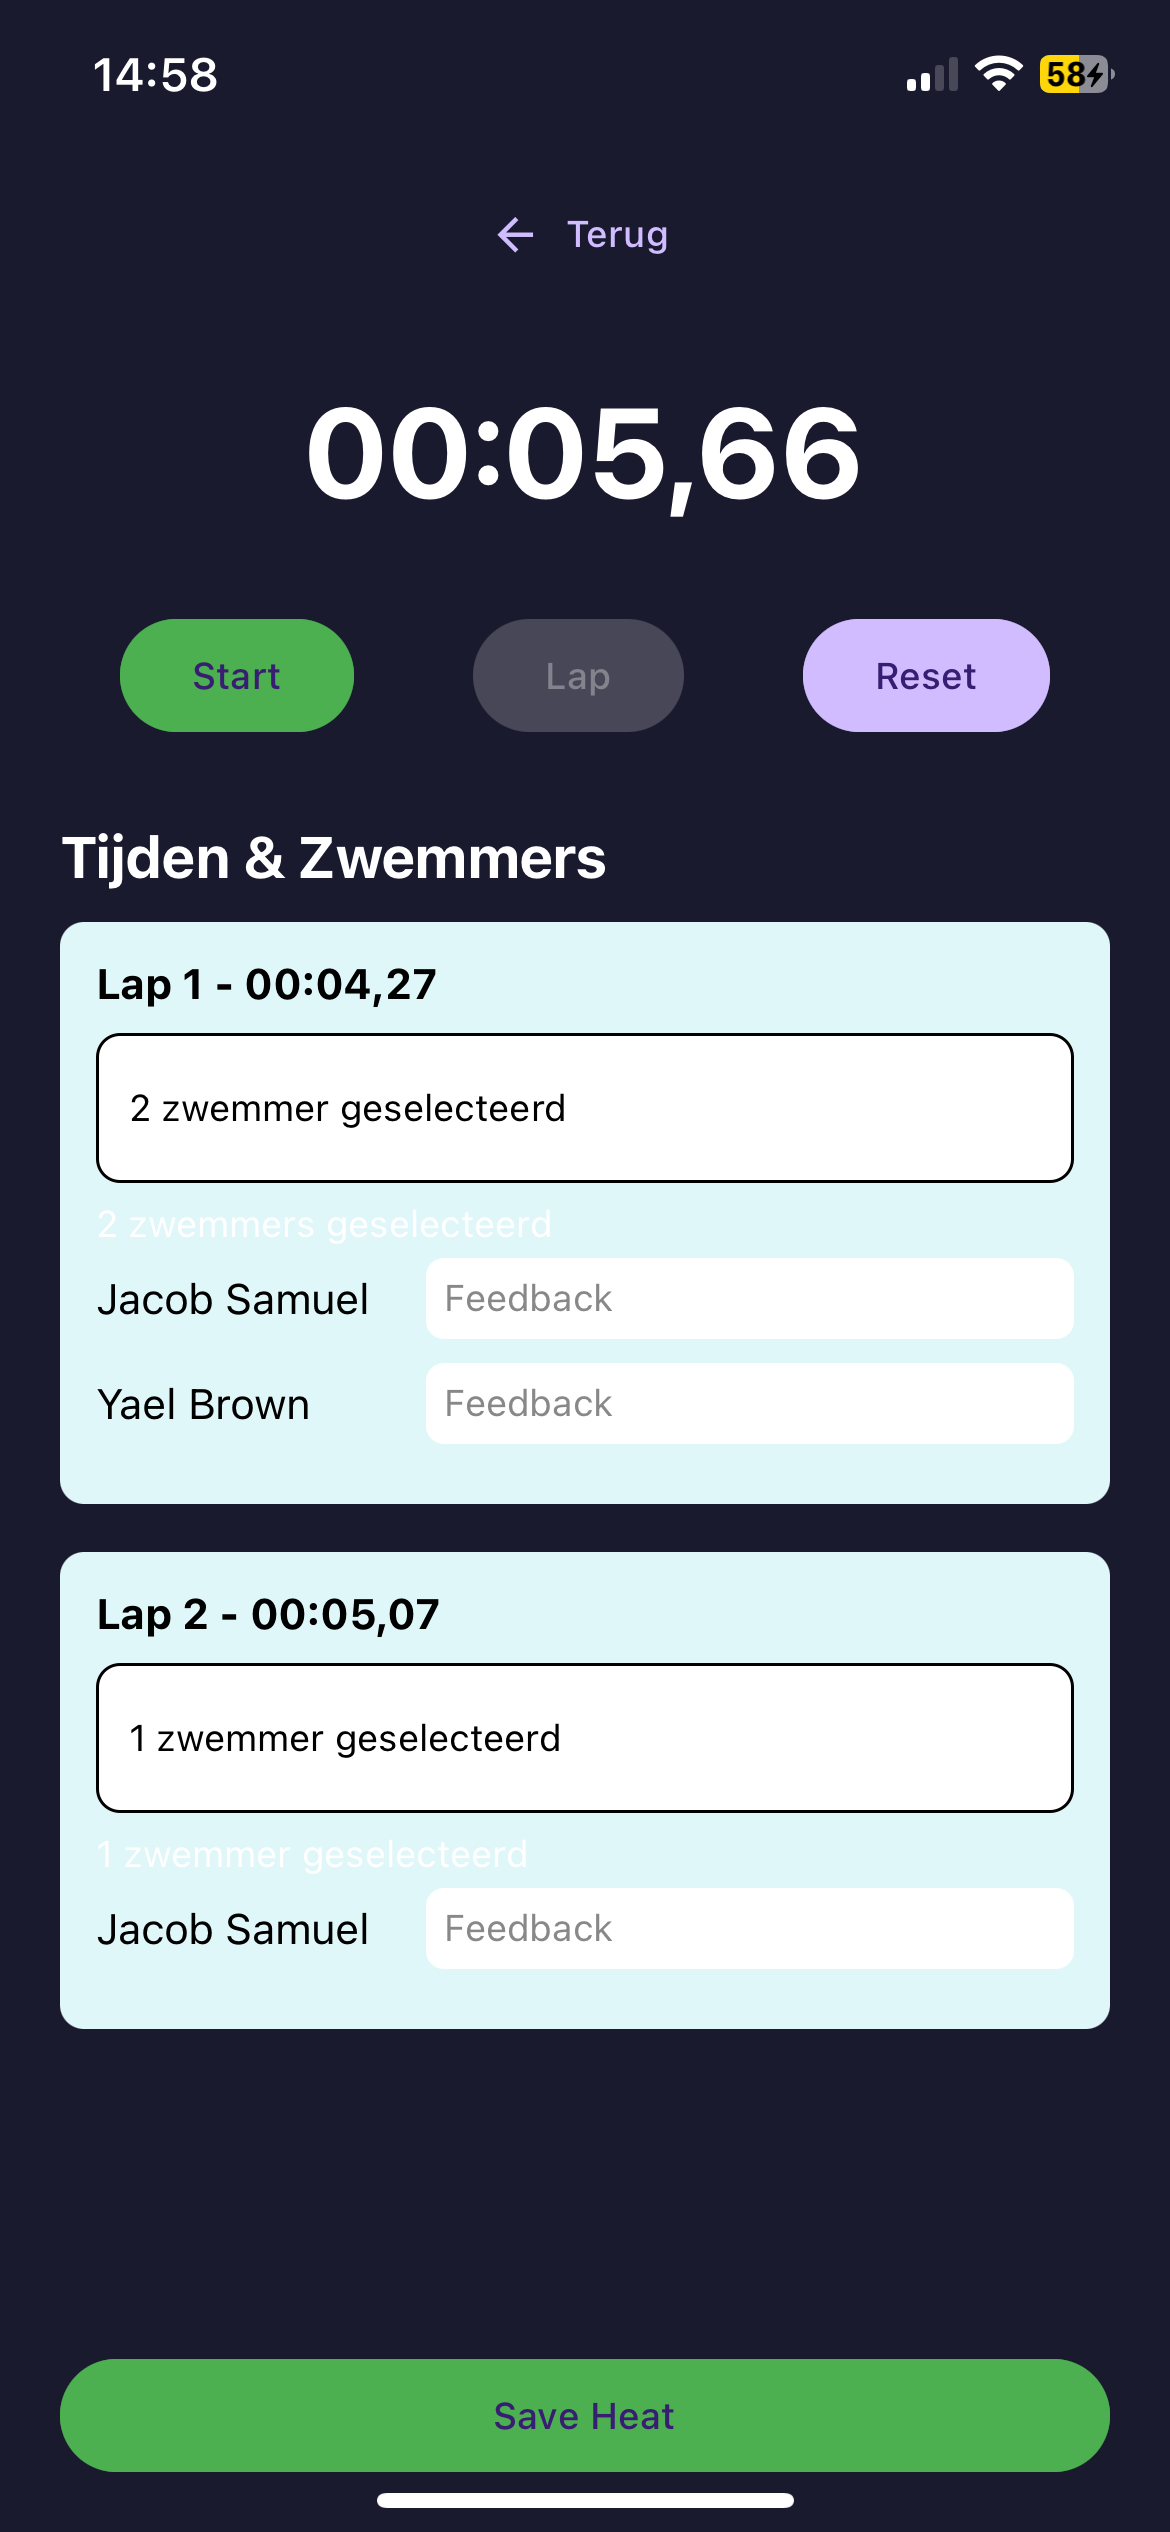 14:58
58
Terug
00:05,66
Start
Lap
Reset
Tijden & Zwemmers
Lap 1 - 00:04,27
2 zwemmer geselecteerd
2 zwemmers geselecteerd
Jacob Samuel
Feedback
Yael Brown
Feedback
Lap 2 - 00:05,07
1 zwemmer geselecteerd
1 zwemmer geselecteerd
Jacob Samuel
Feedback
Save Heat